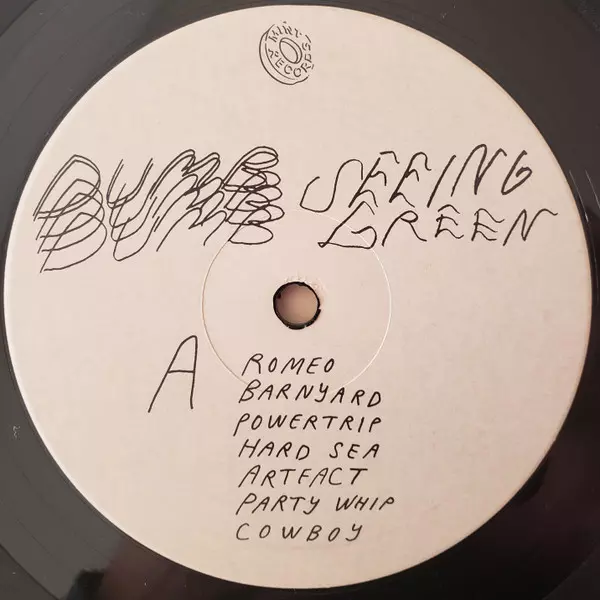 MINT RECORDS
DUMB SEEING
GREEN
A
ROMEO
BARNYARD
POWERTRIP
HARD SEA
ARTFACT
PARTY WHIP
COWBOY